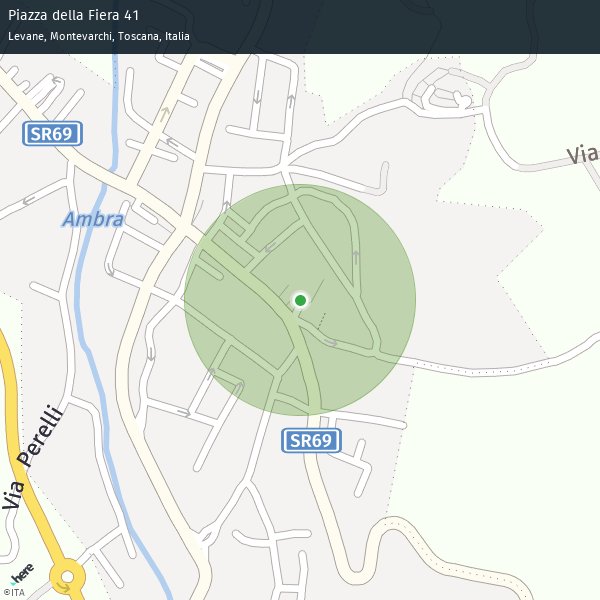 Piazza della Fiera 41
Levane, Montevarchi, Toscana, Italia
SR69
Via
Ambra
Via Perelli
SR69
here
©ITA